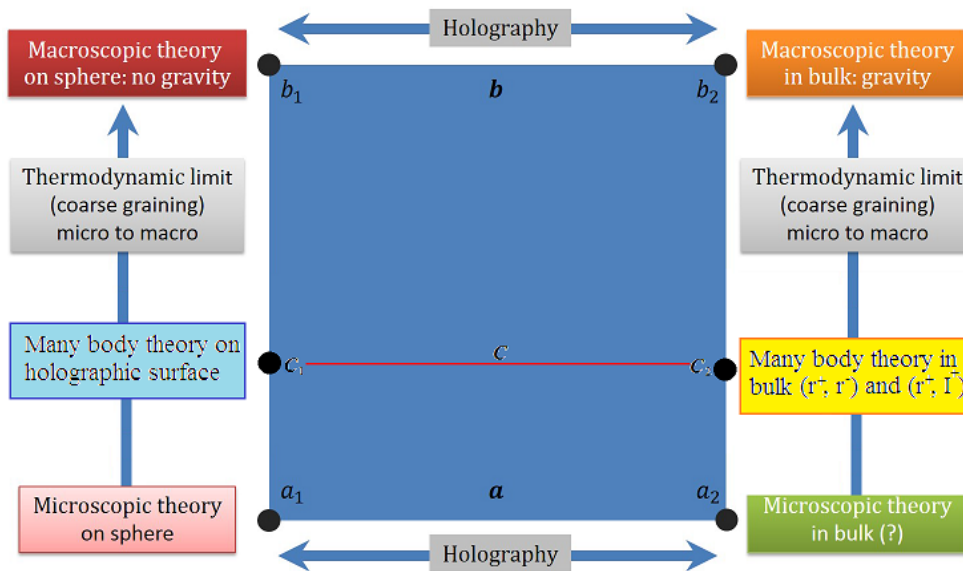 Holography
Macroscopic theory
on sphere: no gravity
Macroscopic theory
in bulk: gravity
b₁
b
b₂
Thermodynamic limit
(coarse graining)
micro to macro
Thermodynamic limit
(coarse graining)
micro to macro
Many body theory on
holographic surface
C₁
C
C₂
Many body theory in
bulk (r⁺, r⁻) and (r⁺, I⁻)
a₁
a
a₂
Microscopic theory
on sphere
Microscopic theory
in bulk (?)
Holography